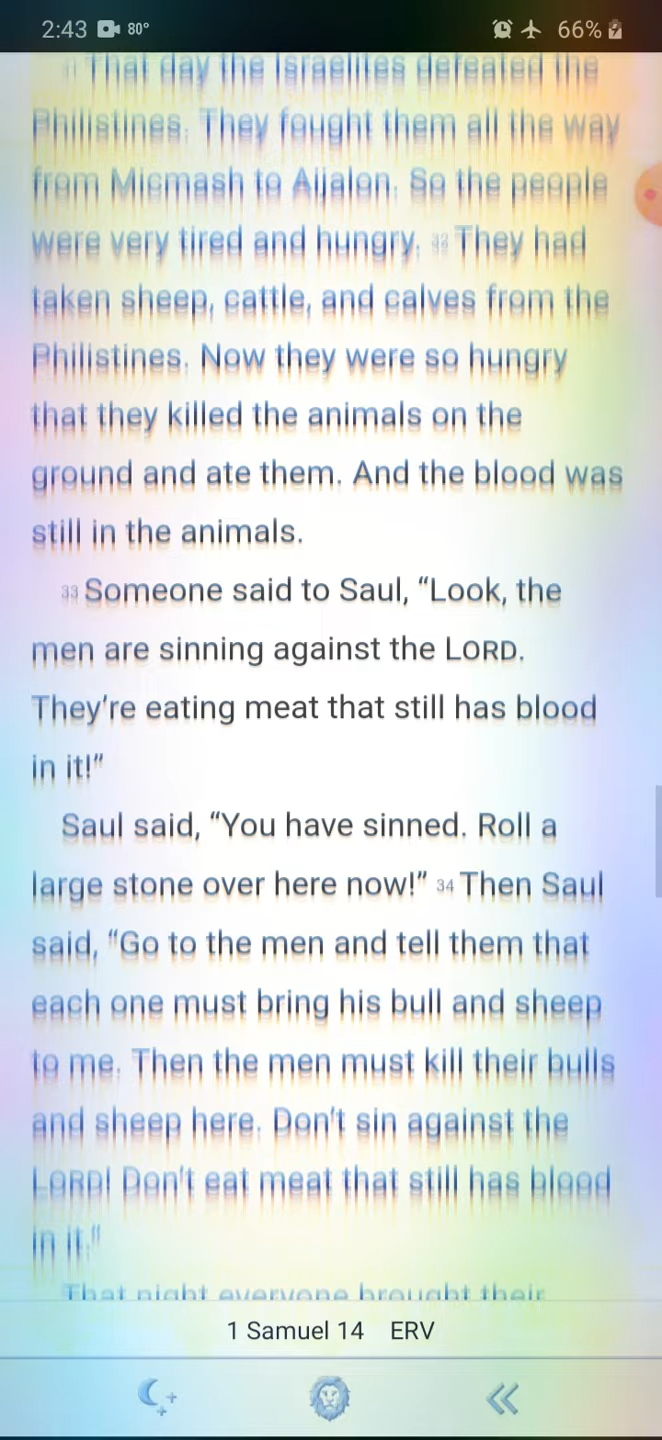 2:43 80° 66%
That day the Israelites defeated the
Philistines. They fought them all the way
from Micmash to Aijalon. So the people
were very tired and hungry. 32 They had
taken sheep, cattle, and calves from the
Philistines. Now they were so hungry
that they killed the animals on the
ground and ate them. And the blood was
still in the animals.
33 Someone said to Saul, “Look, the
men are sinning against the LORD.
They’re eating meat that still has blood
in it!”
Saul said, “You have sinned. Roll a
large stone over here now!” 34 Then Saul
said, “Go to the men and tell them that
each one must bring his bull and sheep
to me. Then the men must kill their bulls
and sheep here. Don’t sin against the
LORD! Don’t eat meat that still has blood
in it.”
That night everyone brought their
1 Samuel 14 ERV